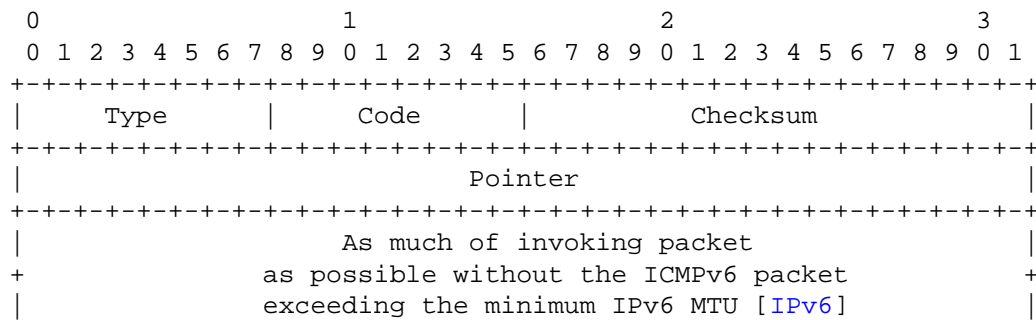 0                   1                   2                   3
 0 1 2 3 4 5 6 7 8 9 0 1 2 3 4 5 6 7 8 9 0 1 2 3 4 5 6 7 8 9 0 1
+-+-+-+-+-+-+-+-+-+-+-+-+-+-+-+-+-+-+-+-+-+-+-+-+-+-+-+-+-+-+-+-+
|     Type      |     Code      |          Checksum             |
+-+-+-+-+-+-+-+-+-+-+-+-+-+-+-+-+-+-+-+-+-+-+-+-+-+-+-+-+-+-+-+-+
|                            Pointer                            |
+-+-+-+-+-+-+-+-+-+-+-+-+-+-+-+-+-+-+-+-+-+-+-+-+-+-+-+-+-+-+-+-+
|                    As much of invoking packet                 |
+               as possible without the ICMPv6 packet           +
|               exceeding the minimum IPv6 MTU [IPv6]           |